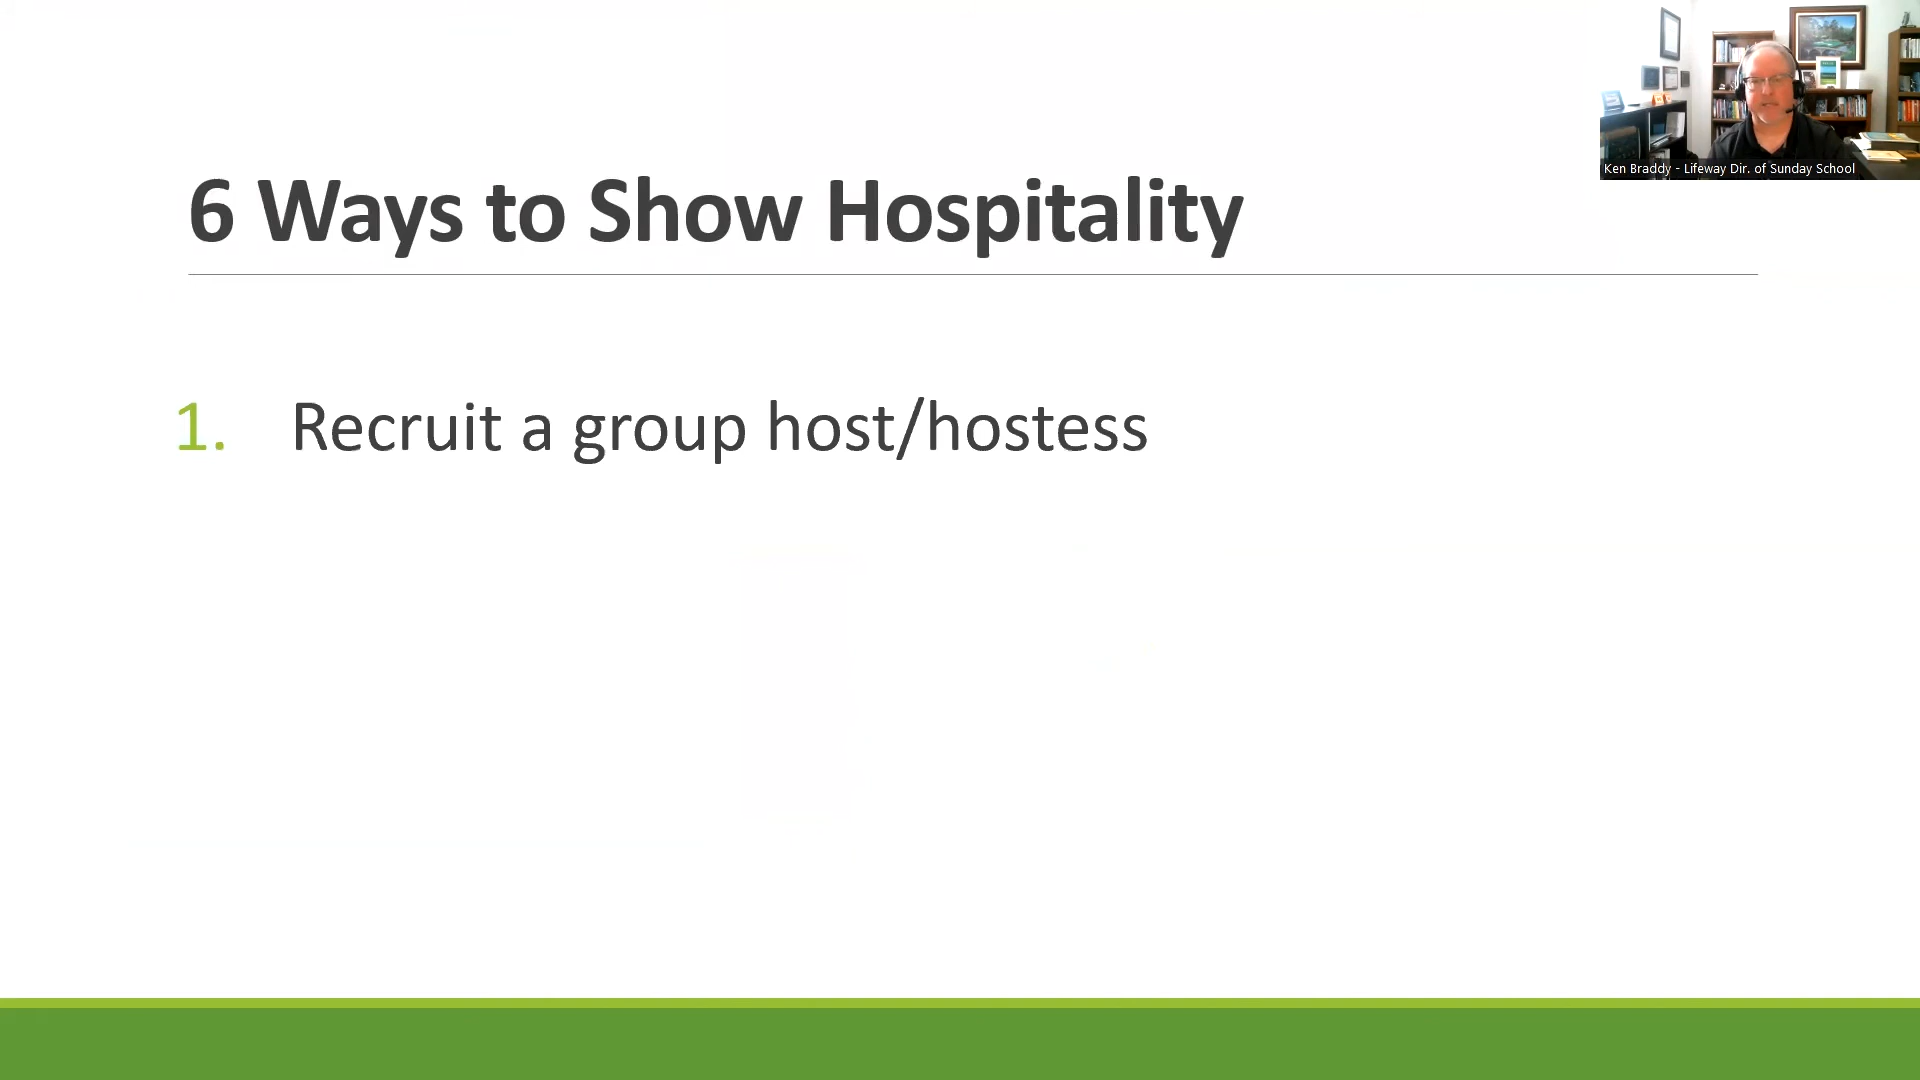 6 Ways to Show Hospitality
1. Recruit a group host/hostess
Ken Braddy - Lifeway Dir. of Sunday School